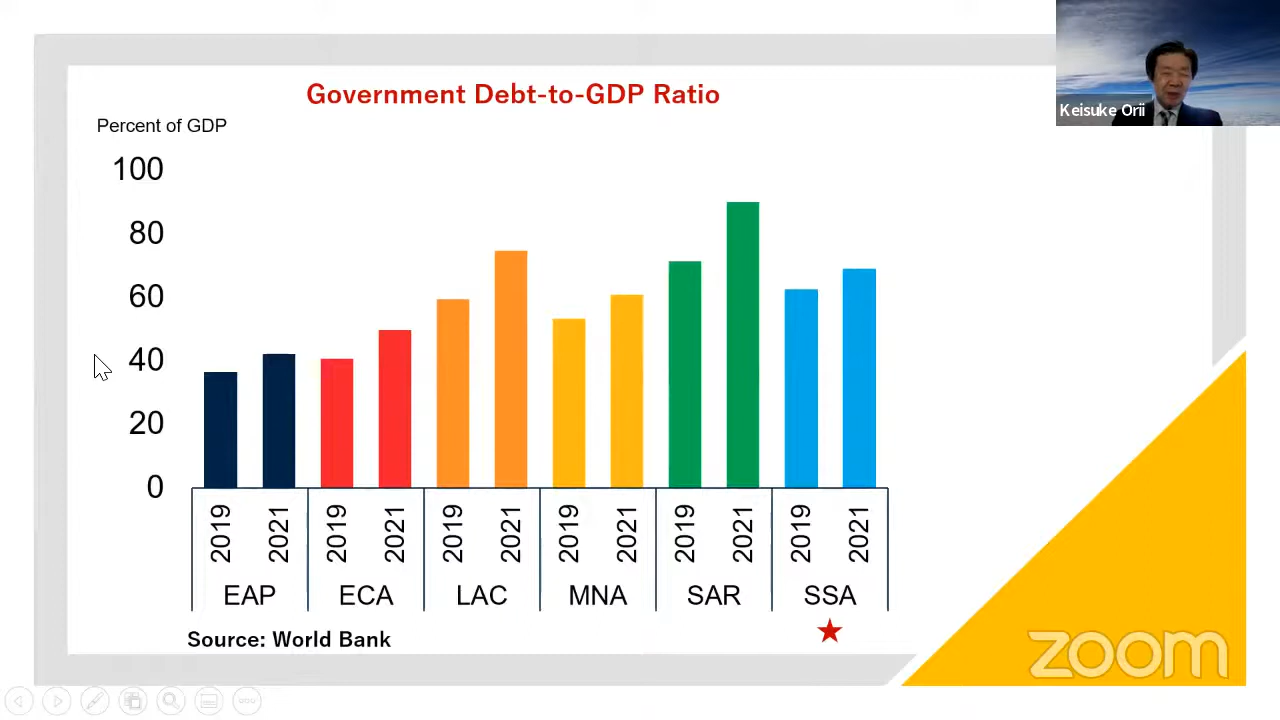 Government Debt-to-GDP Ratio
Keisuke Orii
Percent of GDP
100
80
60
40
20
0
2019 2021 2019 2021 2019 2021 2019 2021 2019 2021 2019 2021
EAP ECA LAC MNA SAR SSA
Source: World Bank
zoom